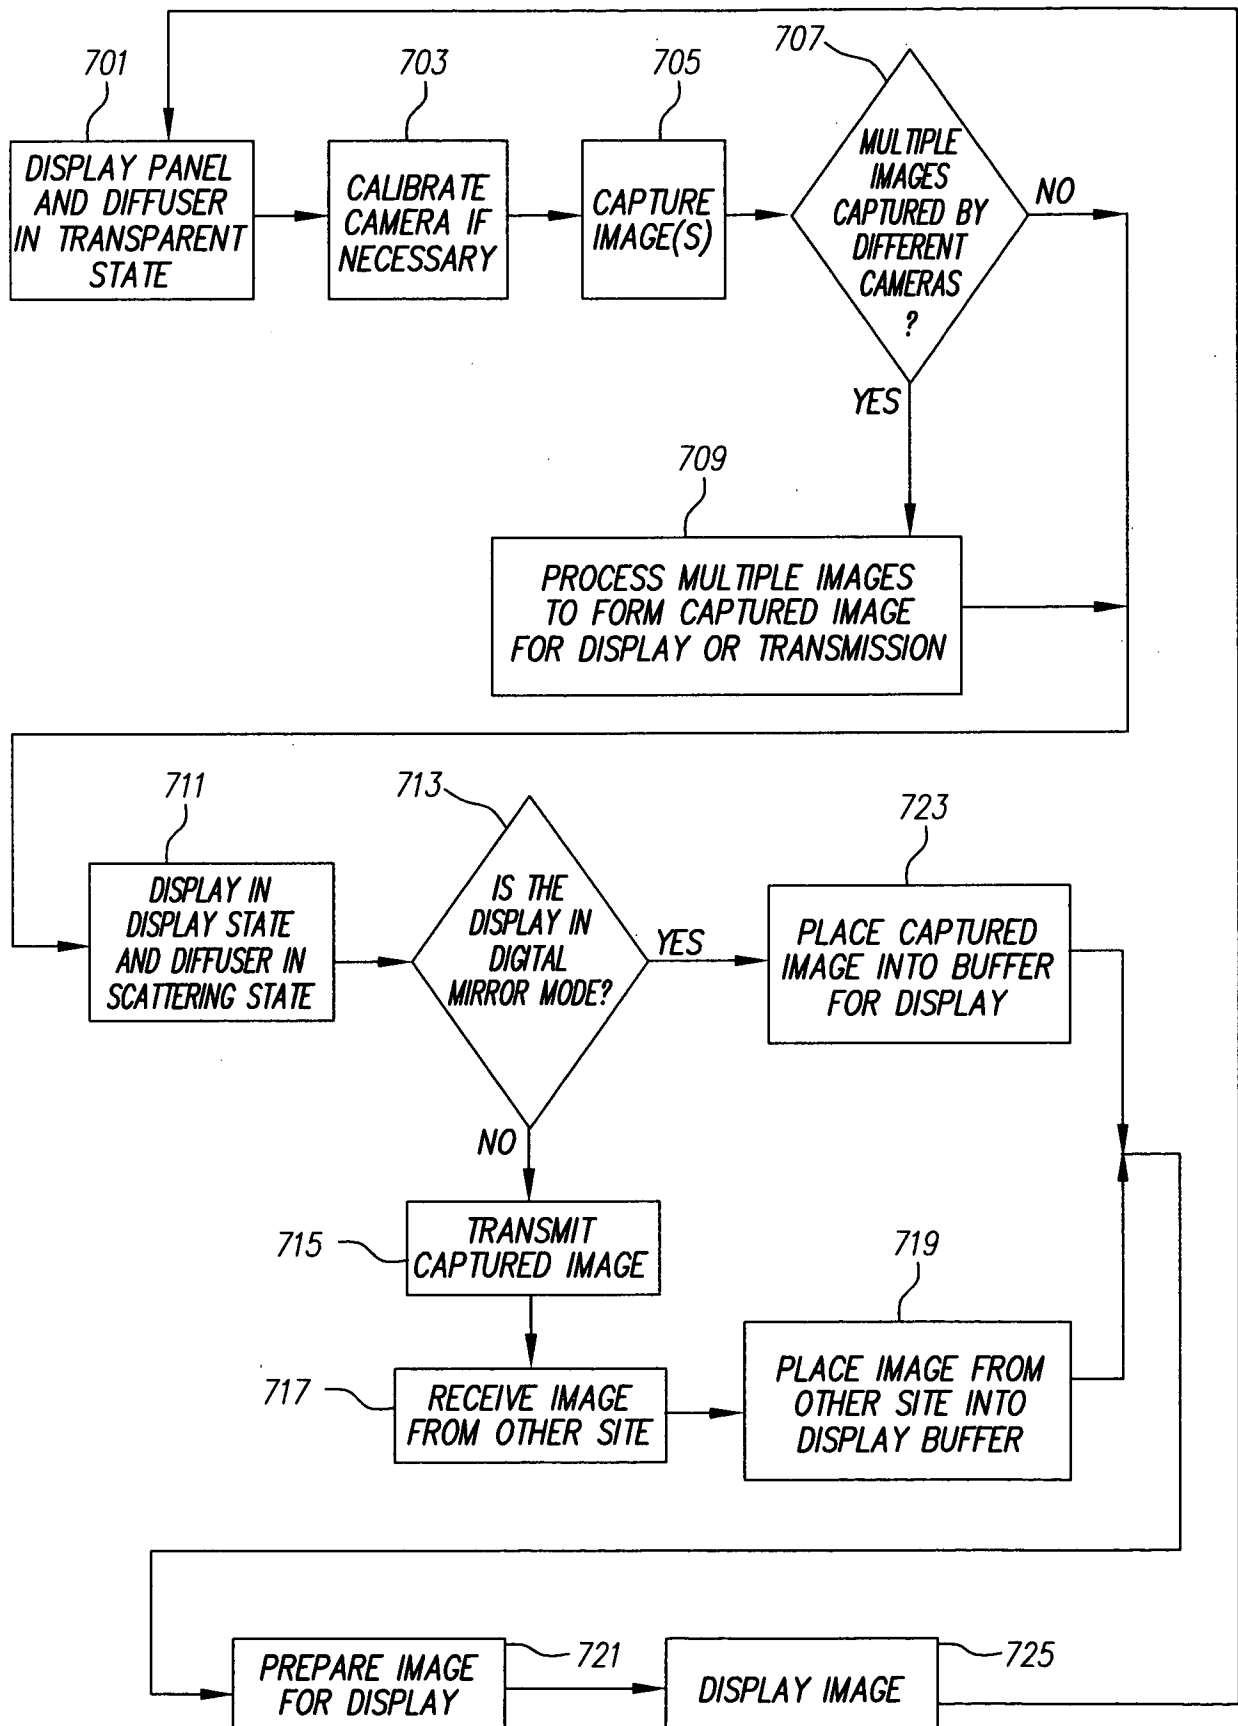 701
DISPLAY PANEL
AND DIFFUSER
IN TRANSPARENT
STATE
703
CALIBRATE
CAMERA IF
NECESSARY
705
CAPTURE
IMAGE(S)
707
MULTIPLE
IMAGES
CAPTURED BY
DIFFERENT
CAMERAS
?
NO
YES
709
PROCESS MULTIPLE IMAGES
TO FORM CAPTURED IMAGE
FOR DISPLAY OR TRANSMISSION
711
DISPLAY IN
DISPLAY STATE
AND DIFFUSER IN
SCATTERING STATE
713
IS THE
DISPLAY IN
DIGITAL
MIRROR MODE?
YES
NO
723
PLACE CAPTURED
IMAGE INTO BUFFER
FOR DISPLAY
715
TRANSMIT
CAPTURED IMAGE
717
RECEIVE IMAGE
FROM OTHER SITE
719
PLACE IMAGE FROM
OTHER SITE INTO
DISPLAY BUFFER
721
PREPARE IMAGE
FOR DISPLAY
725
DISPLAY IMAGE